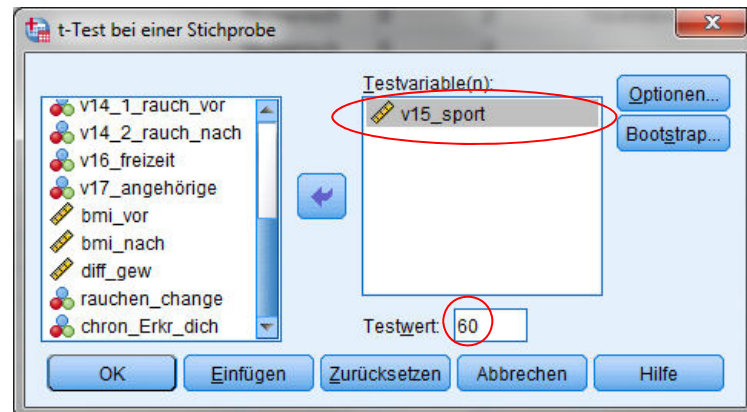 t-Test bei einer Stichprobe
v14_1_rauch_vor
v14_2_rauch_nach
v16_freizeit
v17_angehörige
bmi_vor
bmi_nach
diff_gew
rauchen_change
chron_Erkr_dich
Testvariable(n):
v15_sport
Testwert: 60
Optionen...
Bootstrap...
OK
Einfügen
Zurücksetzen
Abbrechen
Hilfe